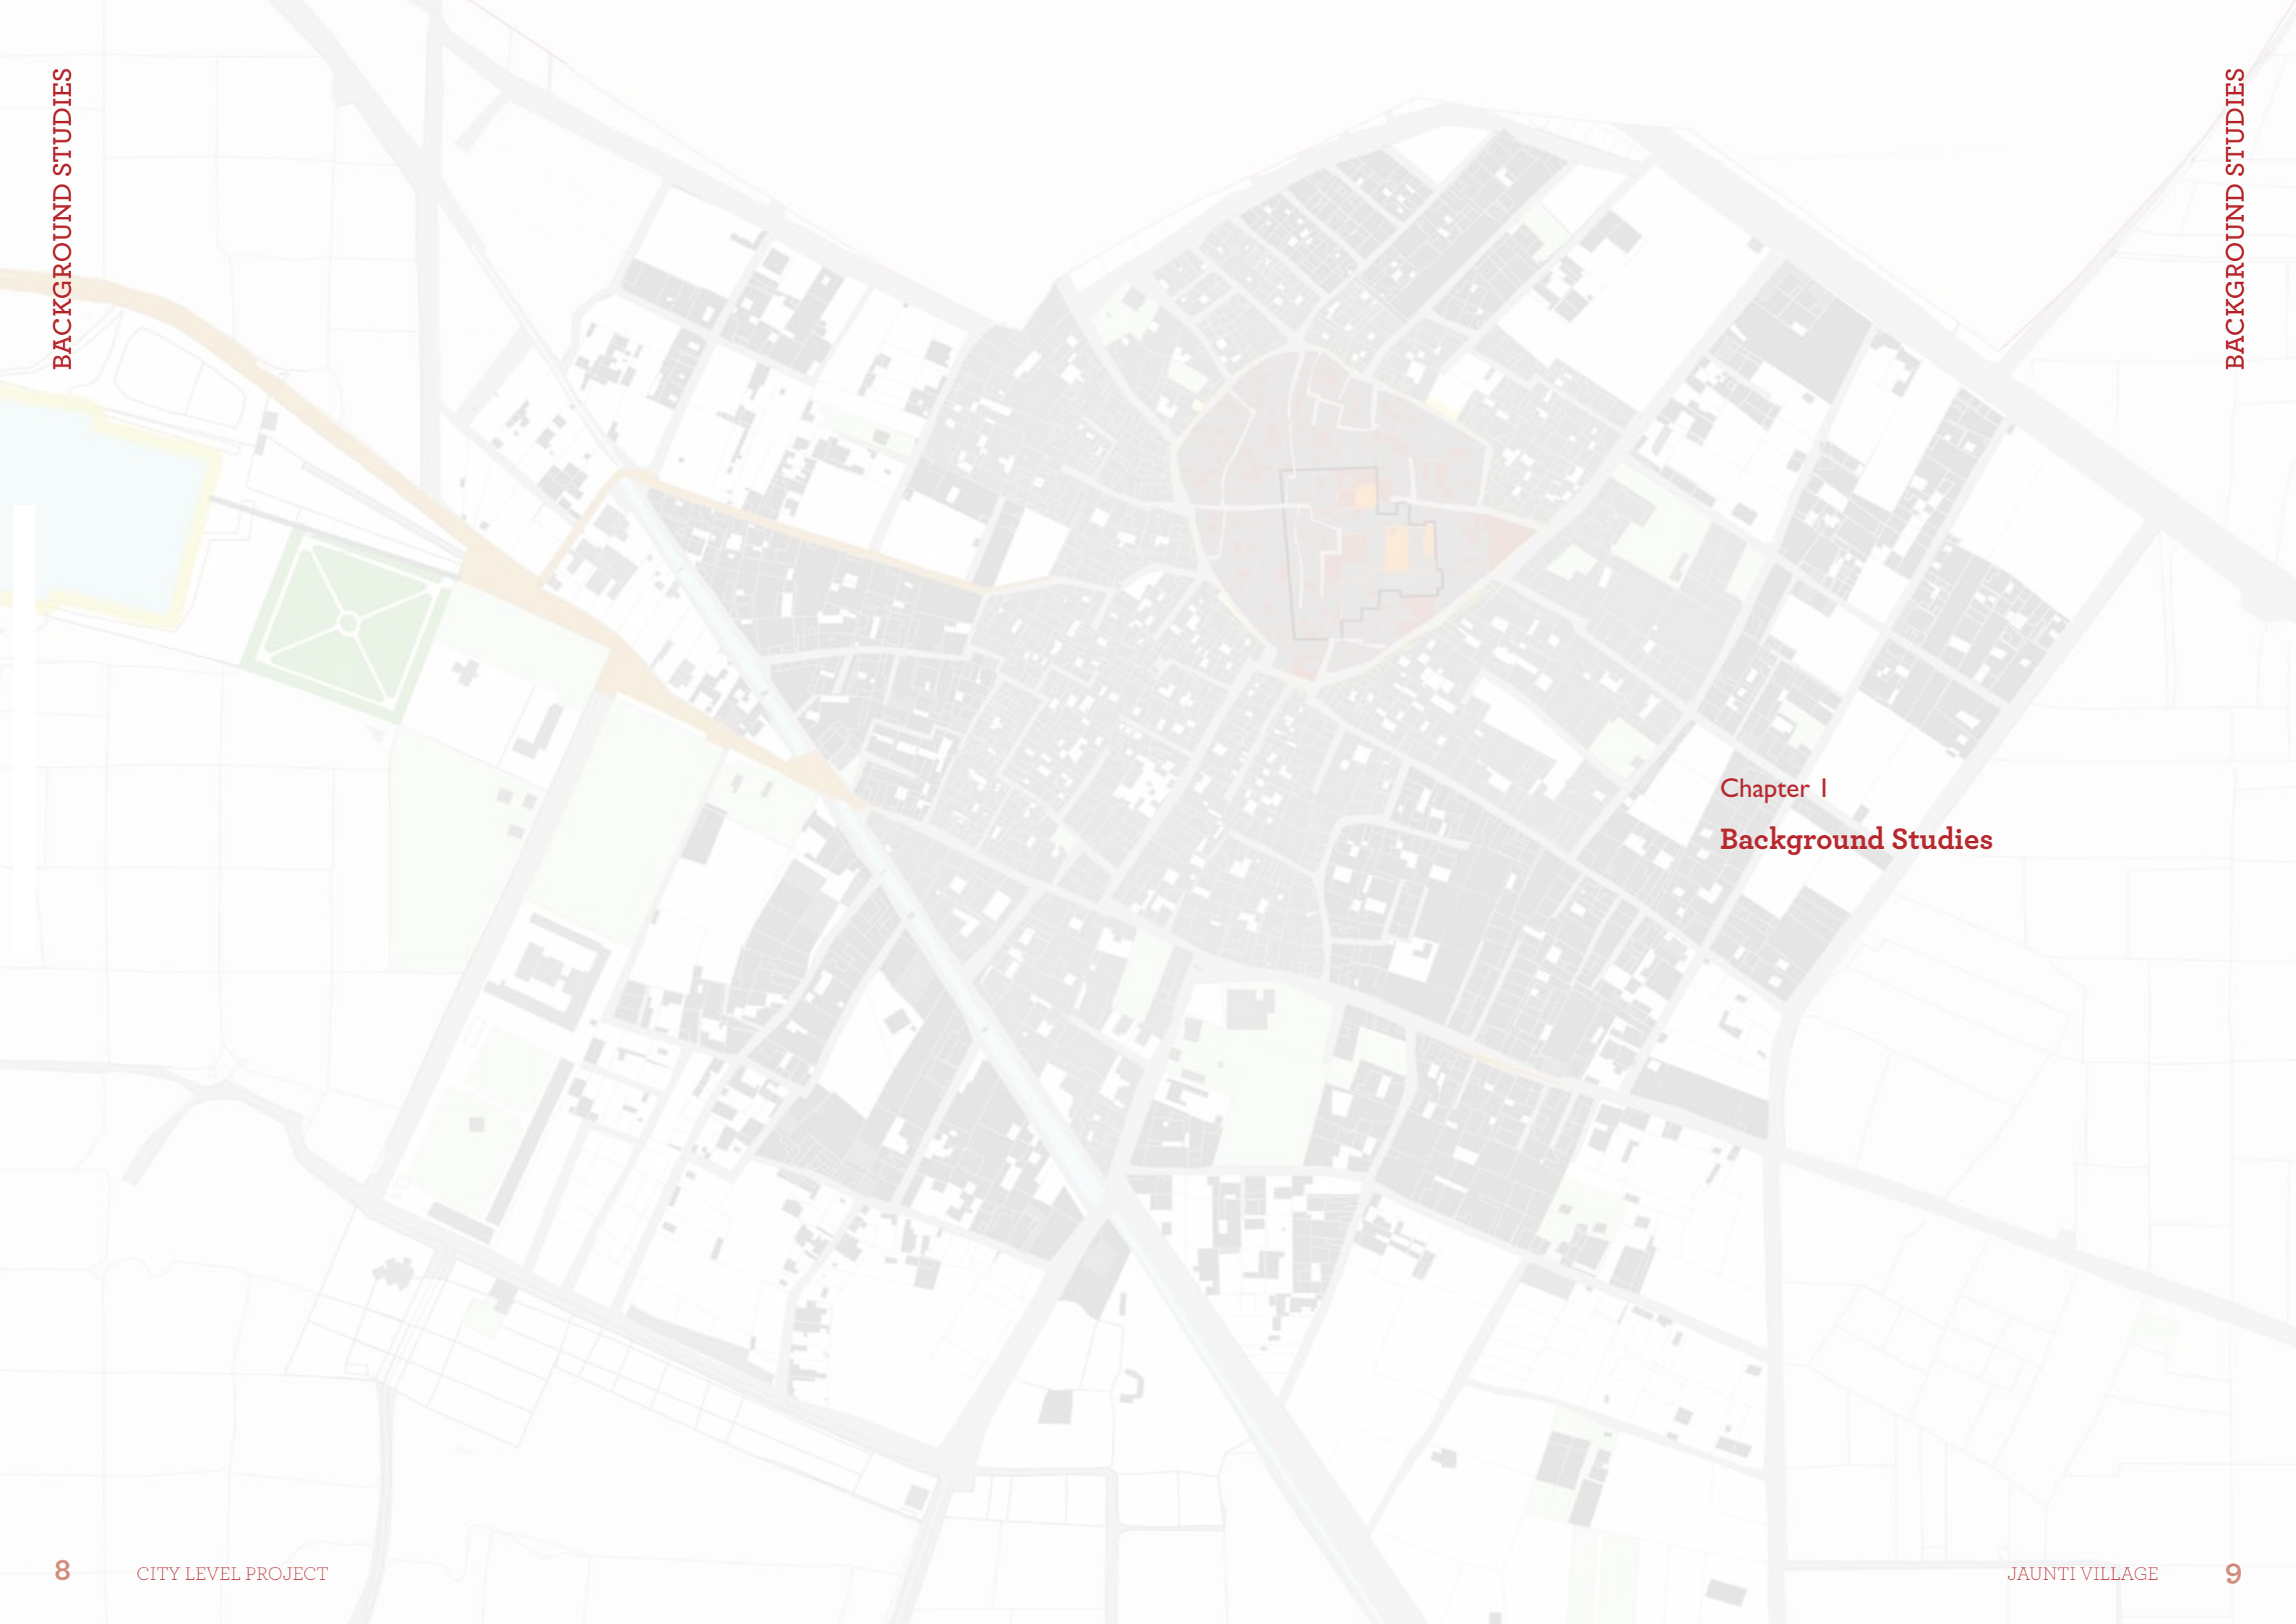 BACKGROUND STUDIES
BACKGROUND STUDIES
Chapter 1
Background Studies
8
CITY LEVEL PROJECT
JAUNTI VILLAGE
9